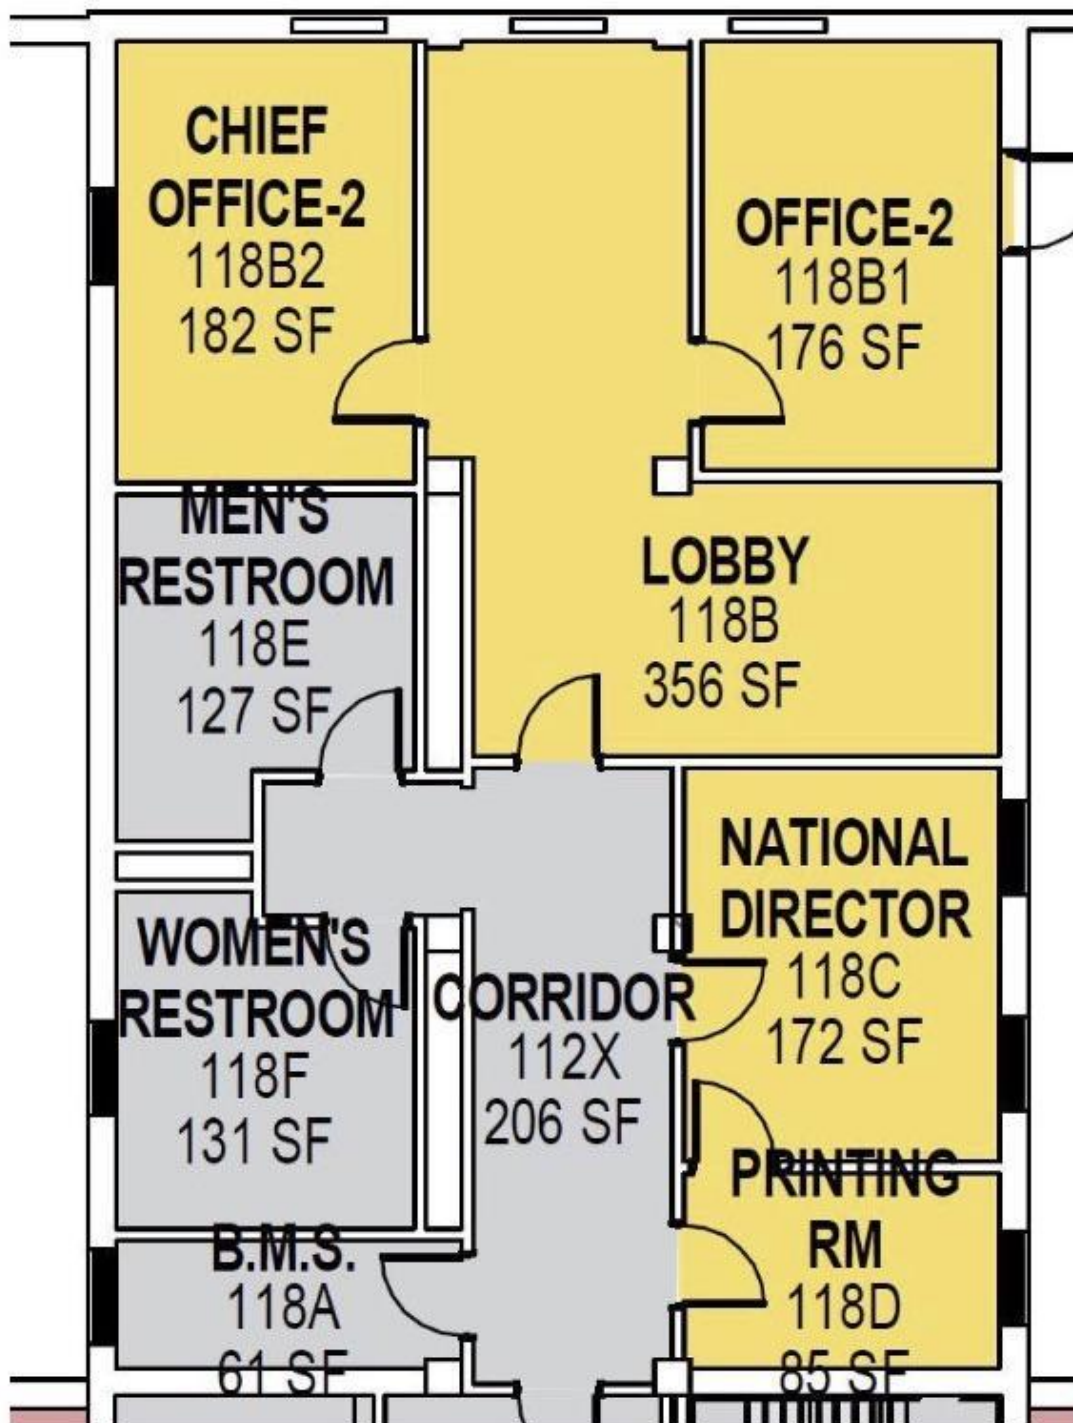 CHIEF
OFFICE-2
118B2
182 SF
OFFICE-2
118B1
176 SF
MEN'S
RESTROOM
118E
127 SF
LOBBY
118B
356 SF
NATIONAL
DIRECTOR
118C
172 SF
WOMEN'S
RESTROOM
118F
131 SF
CORRIDOR
112X
206 SF
PRINTING
RM
118D
85 SF
B.M.S.
118A
61 SF